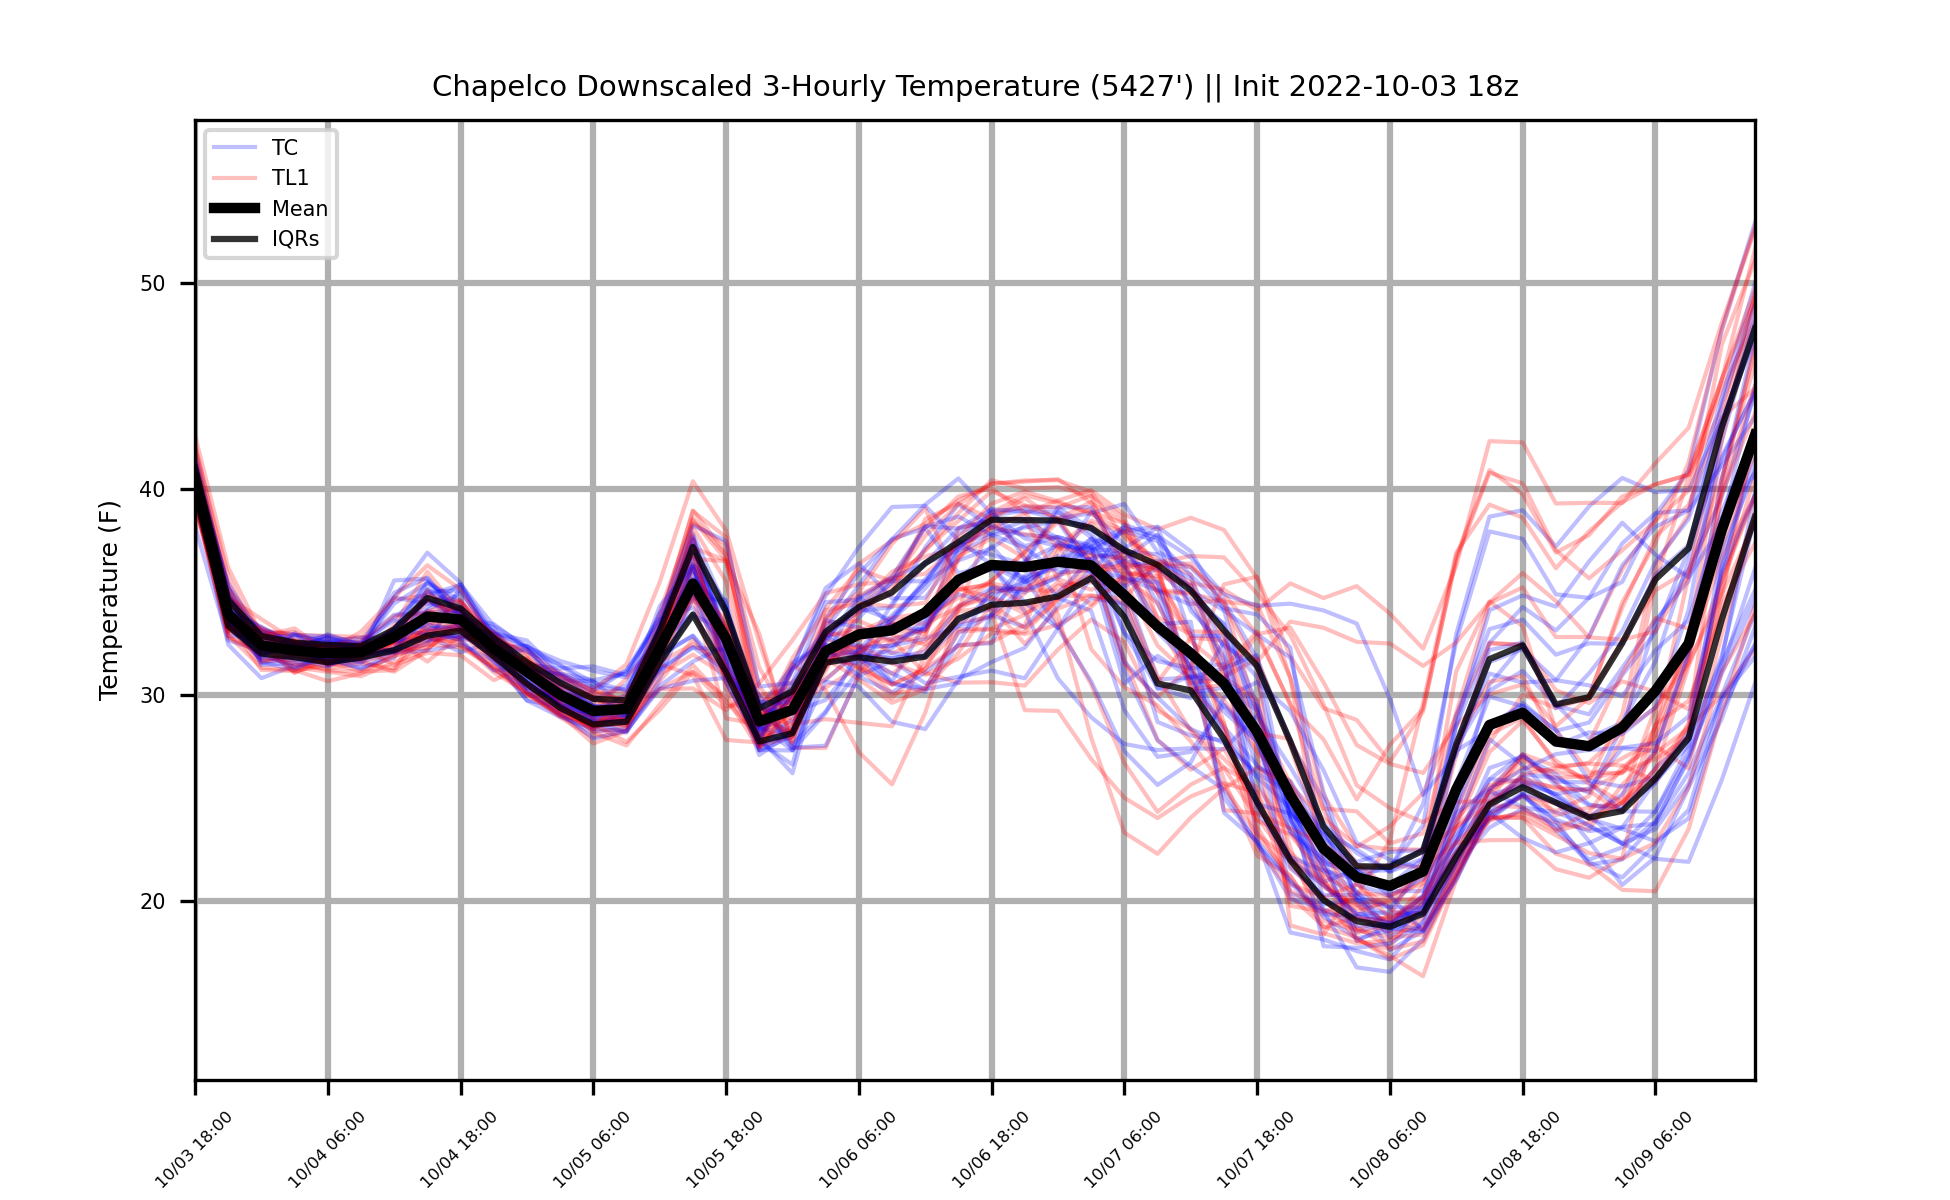 Chapelco Downscaled 3-Hourly Temperature (5427') || Init 2022-10-03 18z
TC
TL1
Mean
IQRs
Temperature (F)
50
40
30
20
10/03 18:00
10/04 06:00
10/04 18:00
10/05 06:00
10/05 18:00
10/06 06:00
10/06 18:00
10/07 06:00
10/07 18:00
10/08 06:00
10/08 18:00
10/09 06:00